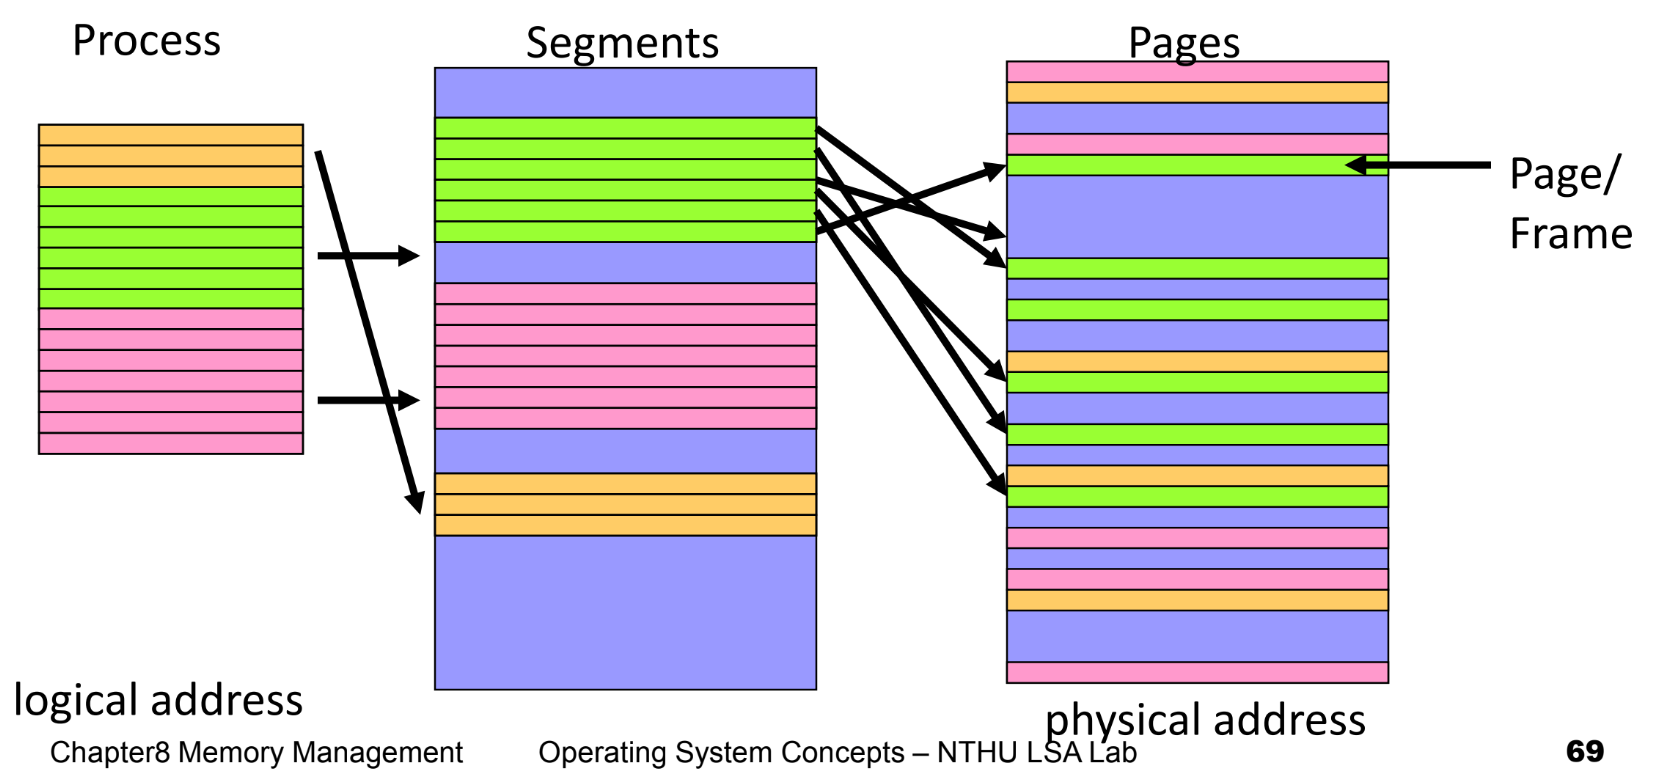 Process
Segments
Pages
Page/
Frame
logical address
physical address
Chapter8 Memory Management
Operating System Concepts – NTHU LSA Lab
69